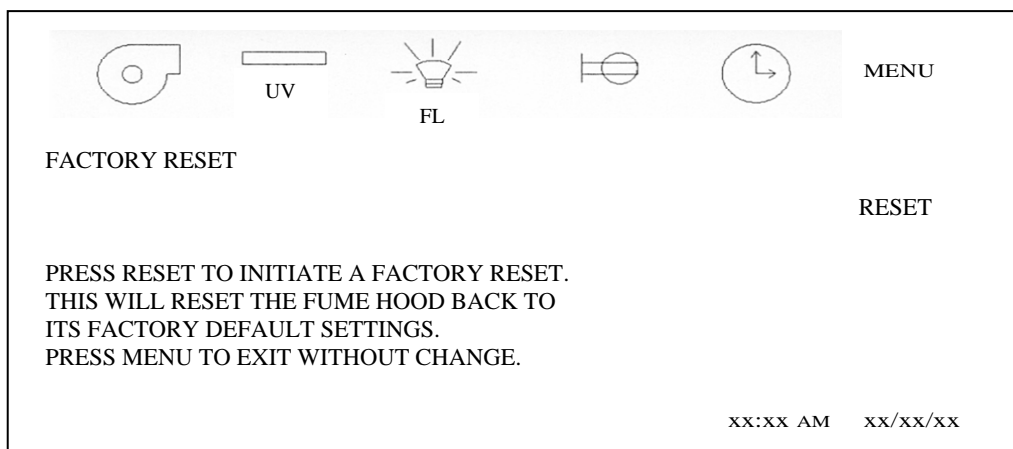 MENU
UV
FL
FACTORY RESET
RESET
PRESS RESET TO INITIATE A FACTORY RESET.
THIS WILL RESET THE FUME HOOD BACK TO
ITS FACTORY DEFAULT SETTINGS.
PRESS MENU TO EXIT WITHOUT CHANGE.
XX:XX AM XX/XX/XX